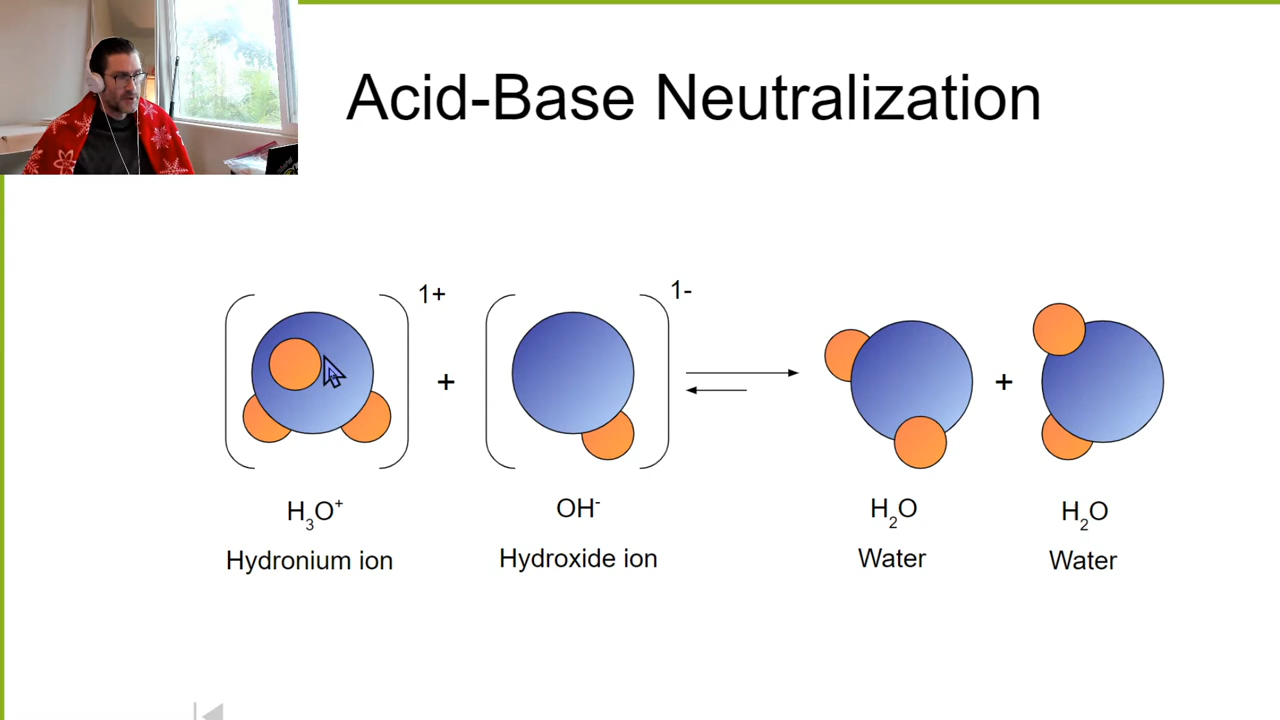 Acid-Base Neutralization
1+
1-
+
+
H₃O⁺
OH⁻
H₂O
H₂O
Hydronium ion
Hydroxide ion
Water
Water